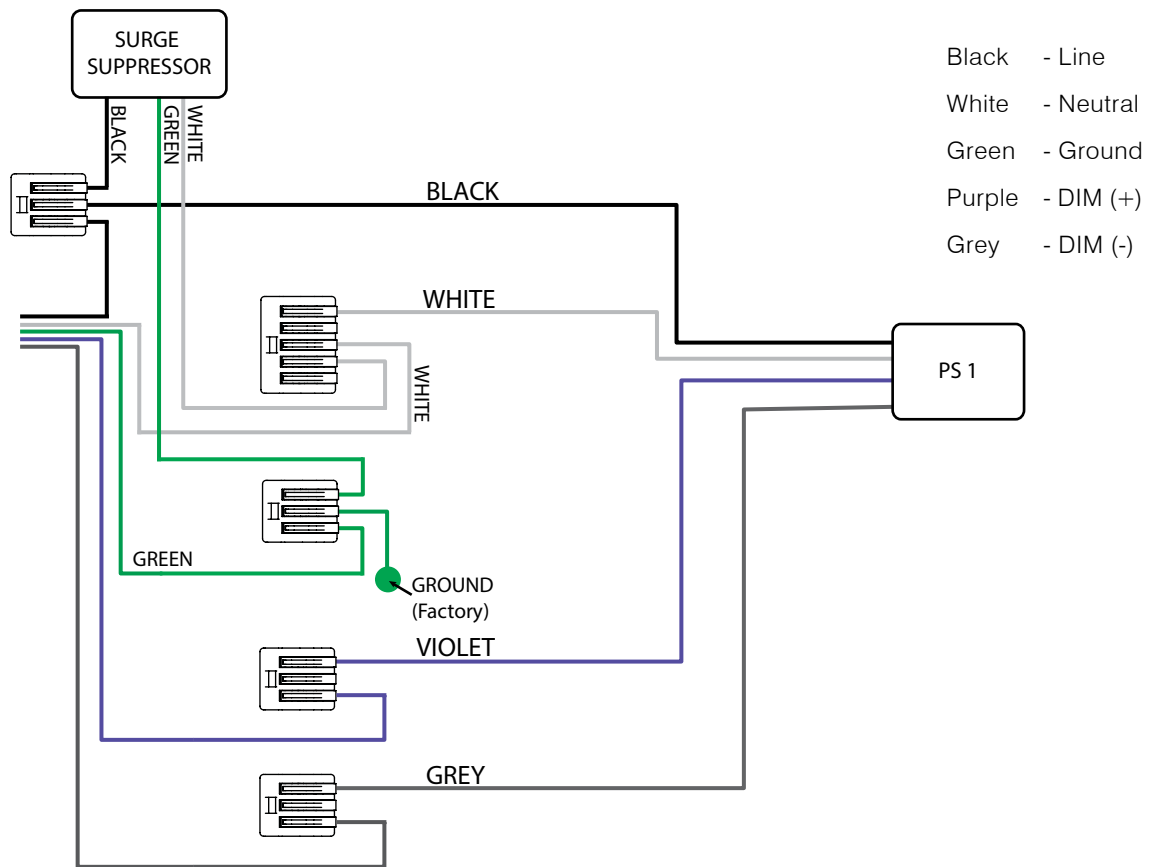 SURGE
SUPPRESSOR
BLACK
GREEN
WHITE
BLACK
WHITE
WHITE
GREEN
GROUND
(Factory)
VIOLET
GREY
PS 1
Black - Line
White - Neutral
Green - Ground
Purple - DIM (+)
Grey - DIM (-)